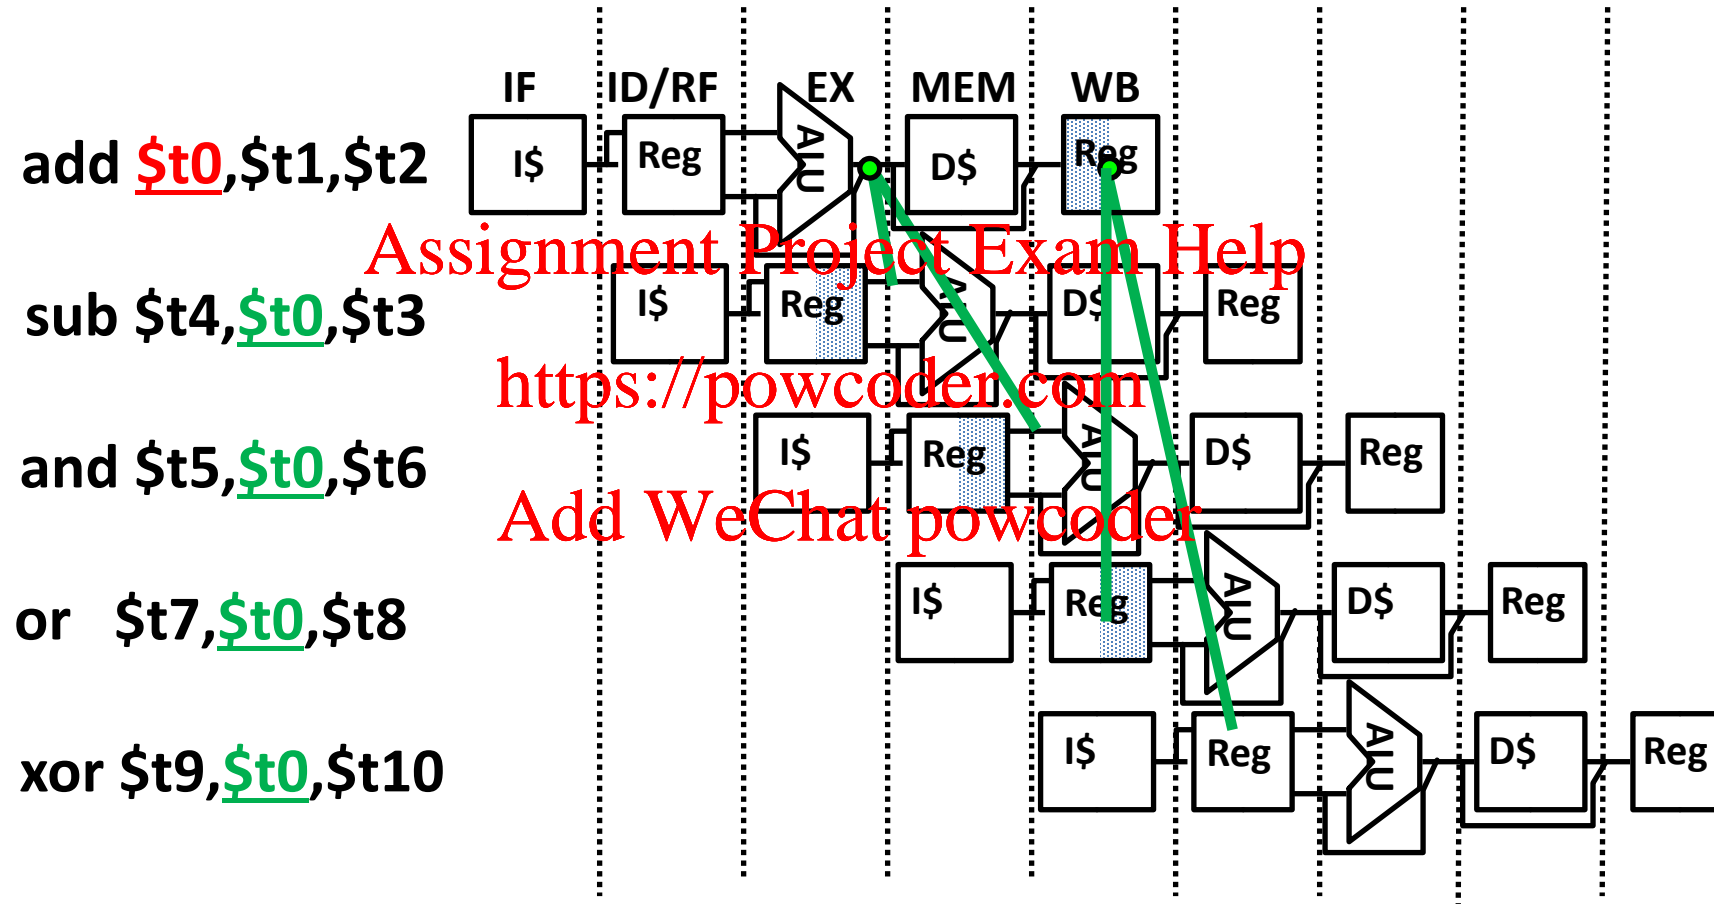 IF ID/RF EX MEM WB
add $t0,$t1,$t2 I$ Reg ALU D$ Reg
Assignment Project Exam Help
sub $t4,$t0,$t3 I$ Reg ALU D$ Reg
https://powcoder.com
and $t5,$t0,$t6 I$ Reg ALU D$ Reg
Add WeChat powcoder
or $t7,$t0,$t8 I$ Reg ALU D$ Reg
xor $t9,$t0,$t10 I$ Reg ALU D$ Reg